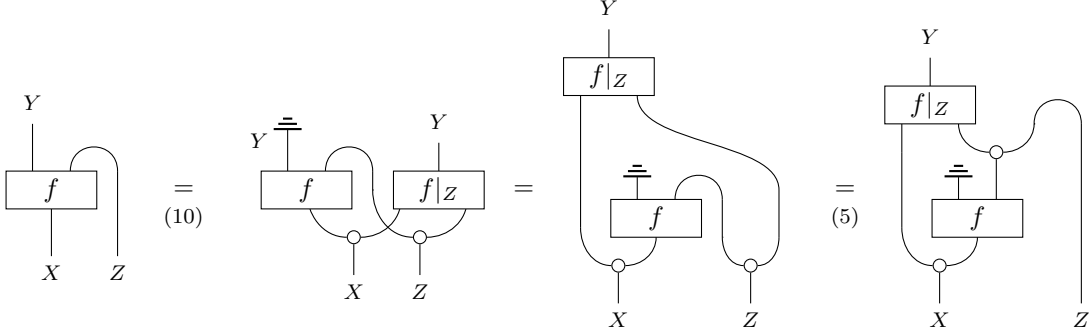 Y
f
X
Z
=
(10)
Y
f
Y
f|Z
X
Z
=
Y
f|Z
f
X
Z
=
(5)
Y
f|Z
f
X
Z